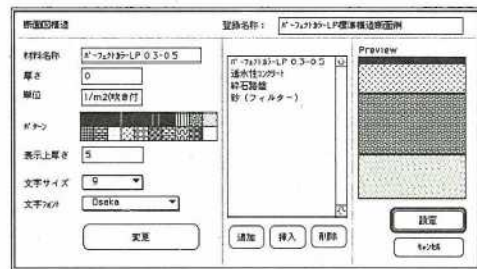 断面図構造
登録名称: パーフェクトカラーLP標準構造断面例
材料名称 パーフェクトカラーLP 0.3-0.5
厚さ 0
単位 l/m2(吹き付
パターン
表示上厚さ 5
文字サイズ 9
文字フォント Osaka
変更
パーフェクトカラーLP 0.3-0.5
透水性コンクリート
砕石路盤
砂(フィルター)
追加
挿入
削除
Preview
設定
キャンセル